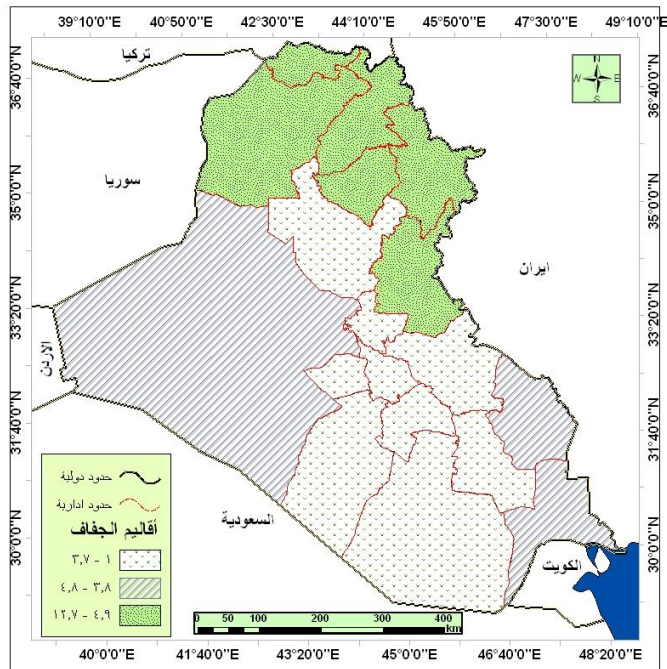 39°10'0"E 40°50'0"E 42°30'0"E 44°10'0"E 45°50'0"E 47°30'0"E 49°10'0"E
تركيا
N
W E
S
36°40'0"N
36°40'0"N
سوريا
35°0'0"N
35°0'0"N
ايران
33°20'0"N
33°20'0"N
الاردن
31°40'0"N
31°40'0"N
حدود دولية
حدود ادارية
السعودية
أقاليم الجفاف
30°0'0"N
30°0'0"N
١ - ٣,٧
الكويت
٣,٨ - ٤,٨
٤,٩ - ١٢,٧
0 50 100 200 300 400
km
40°0'0"E 41°40'0"E 43°20'0"E 45°0'0"E 46°40'0"E 48°20'0"E